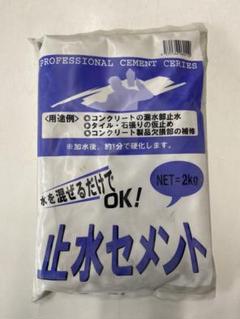 PROFESSIONAL CEMENT CERIES
<用途例>
◎コンクリートの漏水部止水
◎タイル・石張りの仮止め
◎コンクリート製品欠損部の補修
※加水後、約1分で硬化します。
水を混ぜるだけで
OK!
NET=2kg
止水セメント